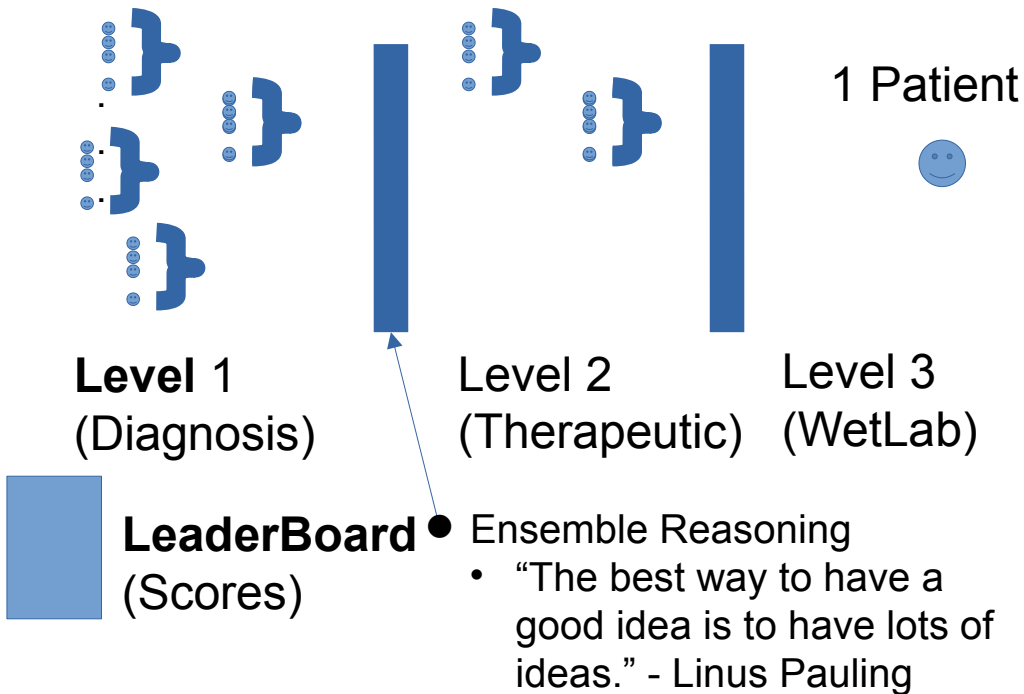 1 Patient
Level 1
(Diagnosis)
Level 2
(Therapeutic)
Level 3
(WetLab)
LeaderBoard
(Scores)
● Ensemble Reasoning
• “The best way to have a
good idea is to have lots of
ideas.” - Linus Pauling